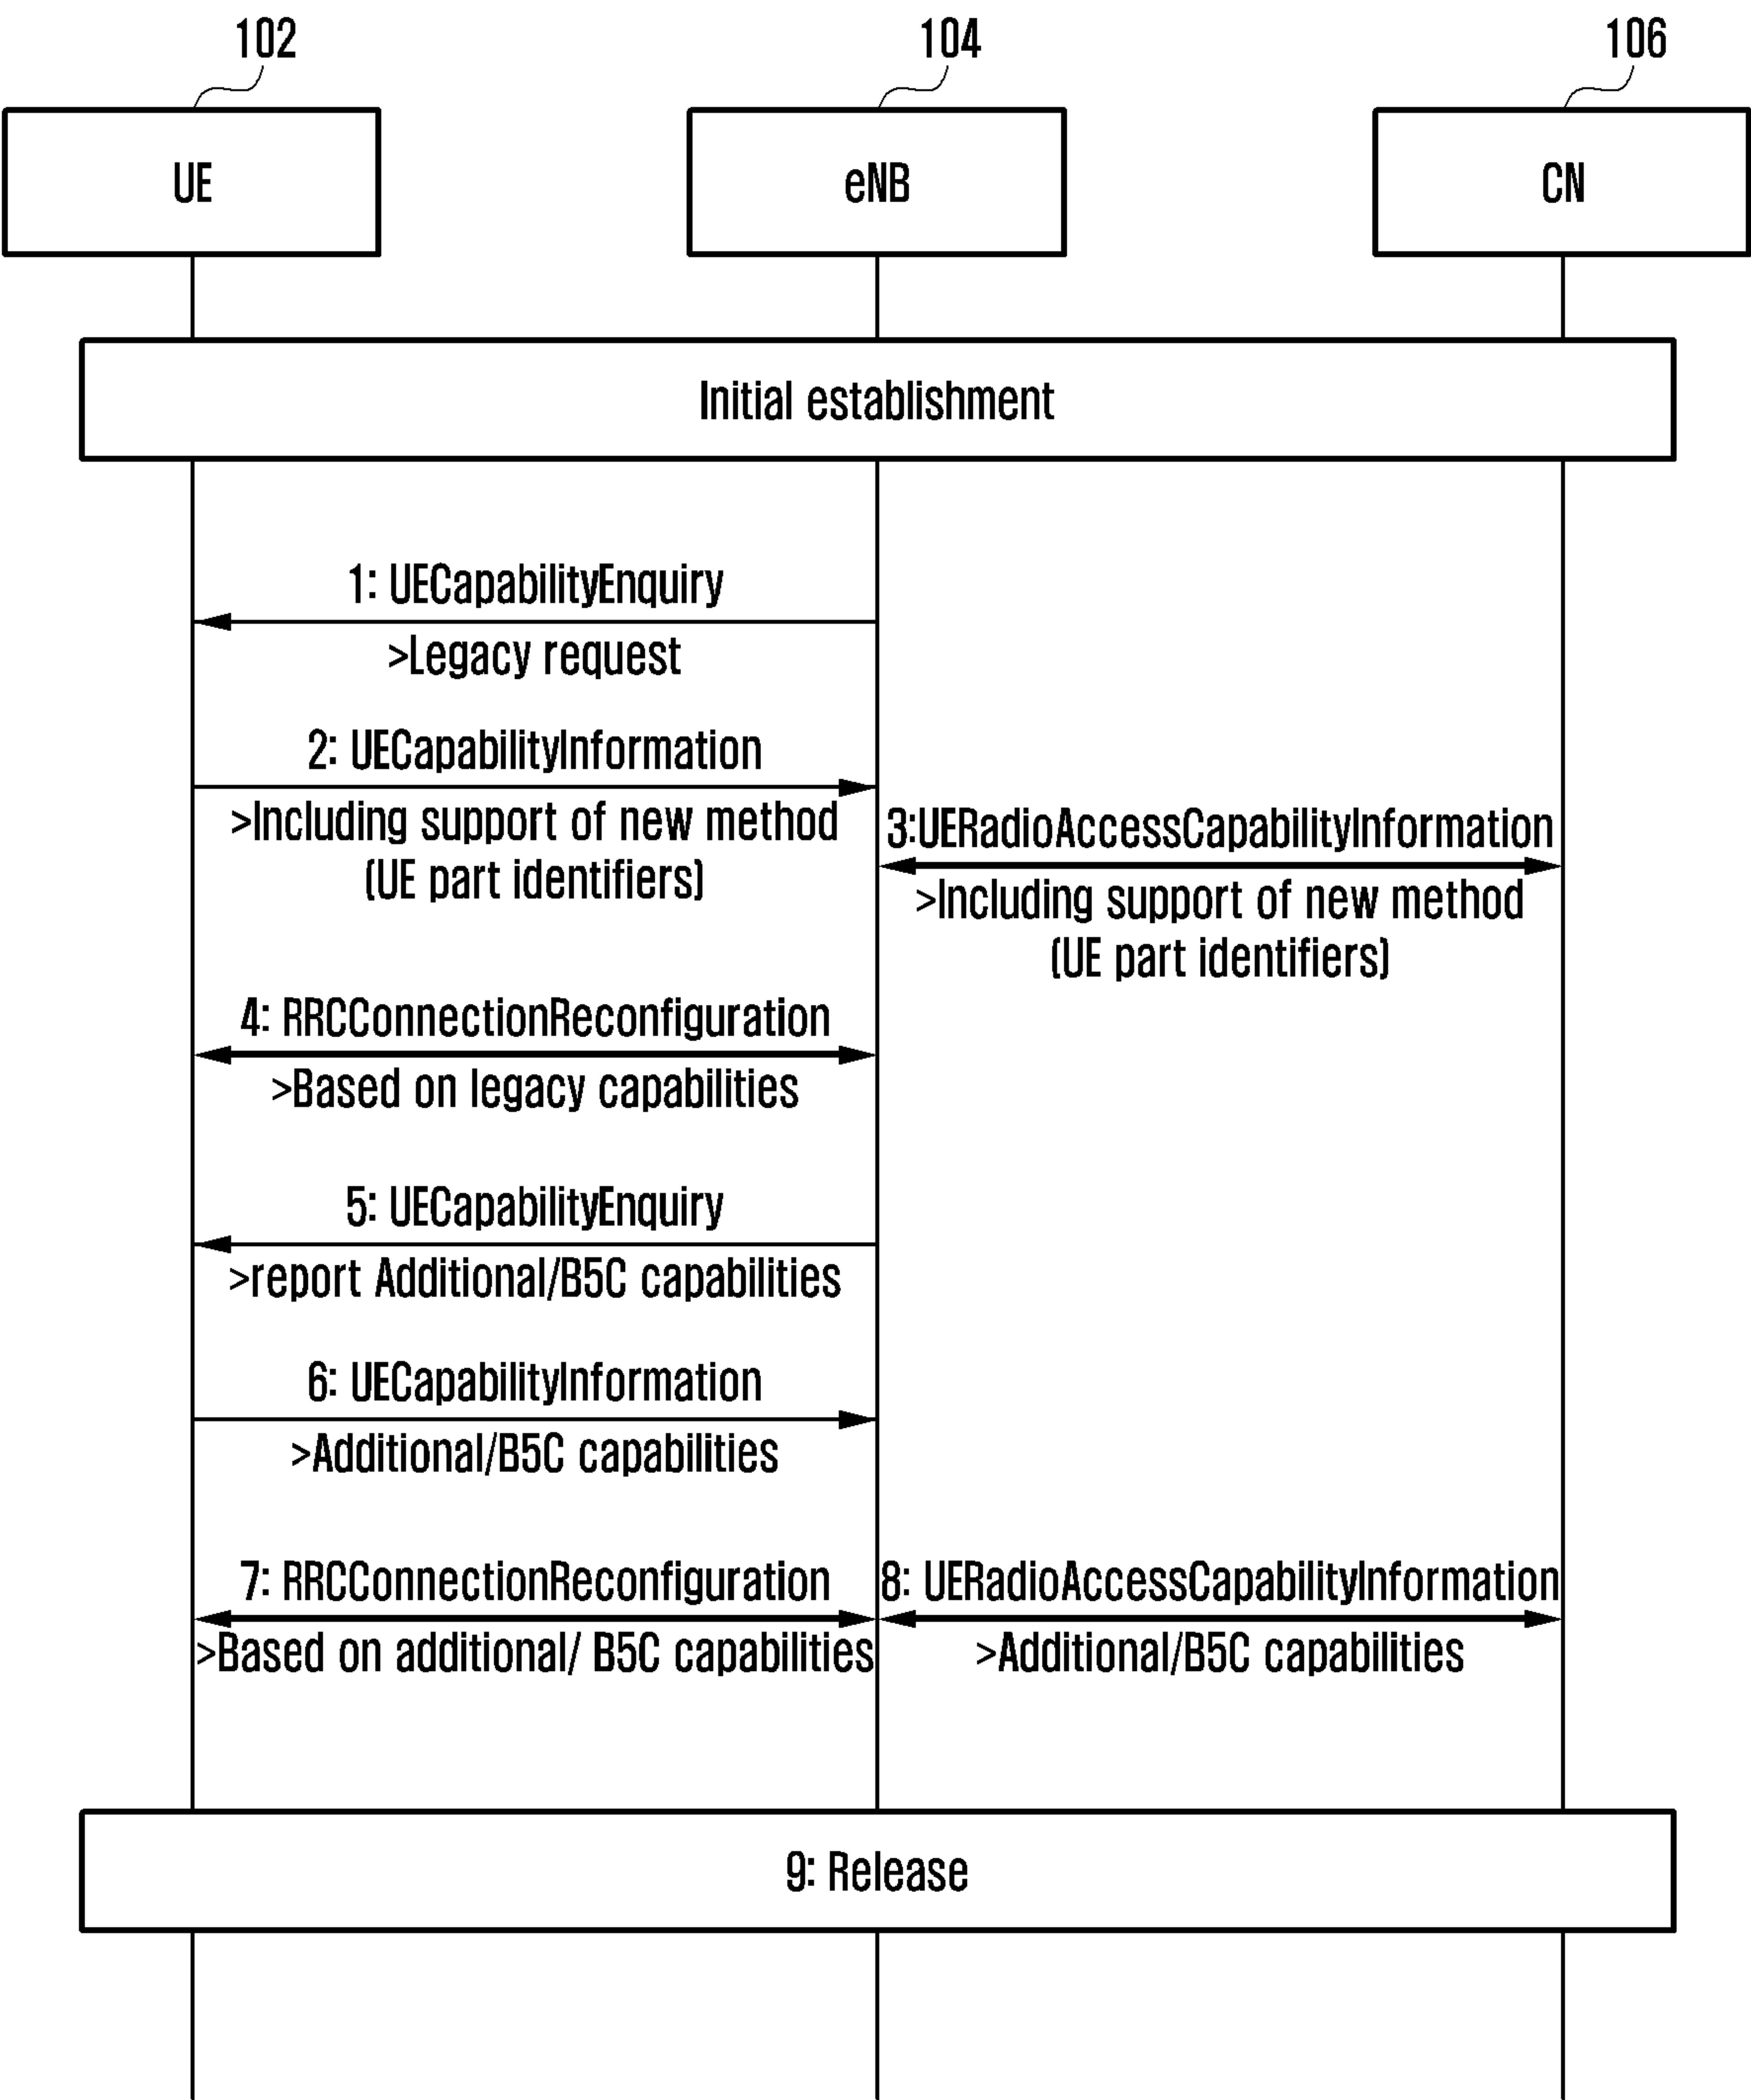 102
104
106
UE
eNB
CN
Initial establishment
1: UECapabilityEnquiry
>Legacy request
2: UECapabilityInformation
>Including support of new method
(UE part identifiers)
3:UERadioAccessCapabilityInformation
>Including support of new method
(UE part identifiers)
4: RRCConnectionReconfiguration
>Based on legacy capabilities
5: UECapabilityEnquiry
>report Additional/B5C capabilities
6: UECapabilityInformation
>Additional/B5C capabilities
7: RRCConnectionReconfiguration
>Based on additional/ B5C capabilities
8: UERadioAccessCapabilityInformation
>Additional/B5C capabilities
9: Release